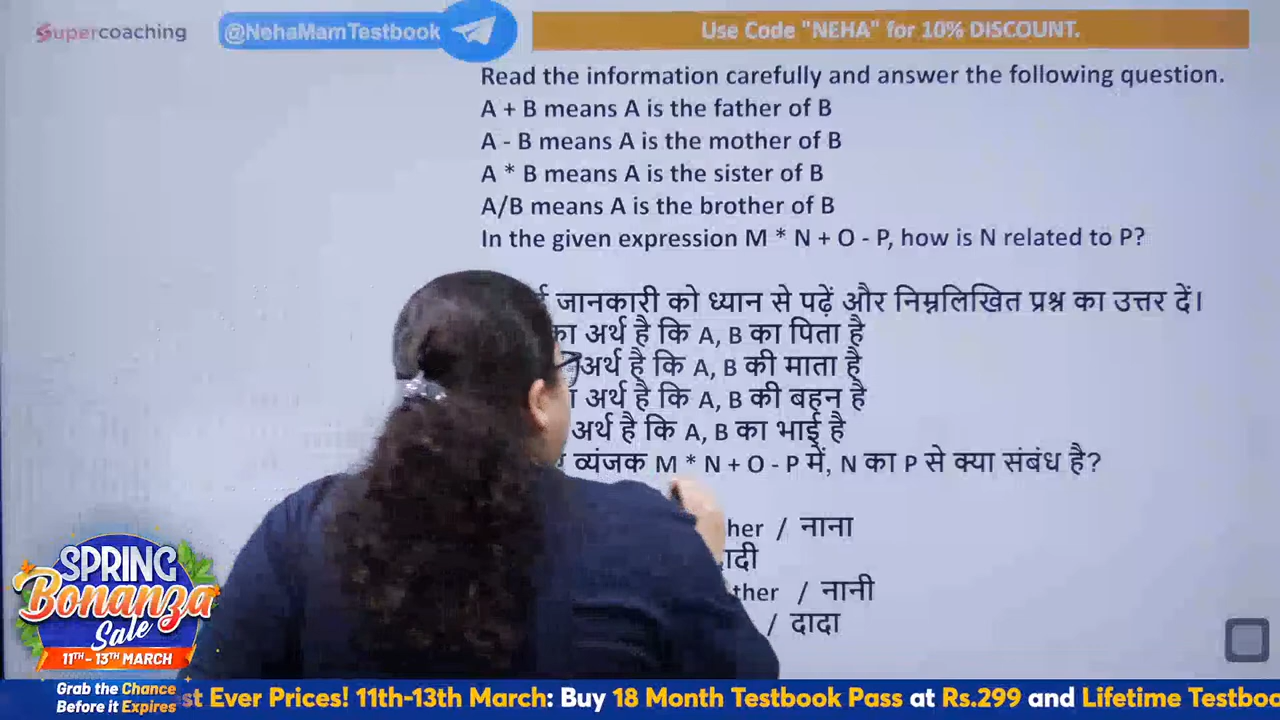 Supercoaching
@NehaMamTestbook
Use Code "NEHA" for 10% DISCOUNT.
Read the information carefully and answer the following question.
A + B means A is the father of B
A - B means A is the mother of B
A * B means A is the sister of B
A/B means A is the brother of B
In the given expression M * N + O - P, how is N related to P?
जानकारी को ध्यान से पढ़ें और निम्नलिखित प्रश्न का उत्तर दें।
अर्थ है कि A, B का पिता है
अर्थ है कि A, B की माता है
अर्थ है कि A, B की बहन है
अर्थ है कि A, B का भाई है
व्यंजक M * N + O - P में, N का P से क्या संबंध है?
/ नाना
/ नानी
/ दादा
SPRING
Bonanza
Sale
11TH - 13TH MARCH
Grab the Chance
Before it Expires
Ever Prices! 11th-13th March: Buy 18 Month Testbook Pass at Rs.299 and Lifetime